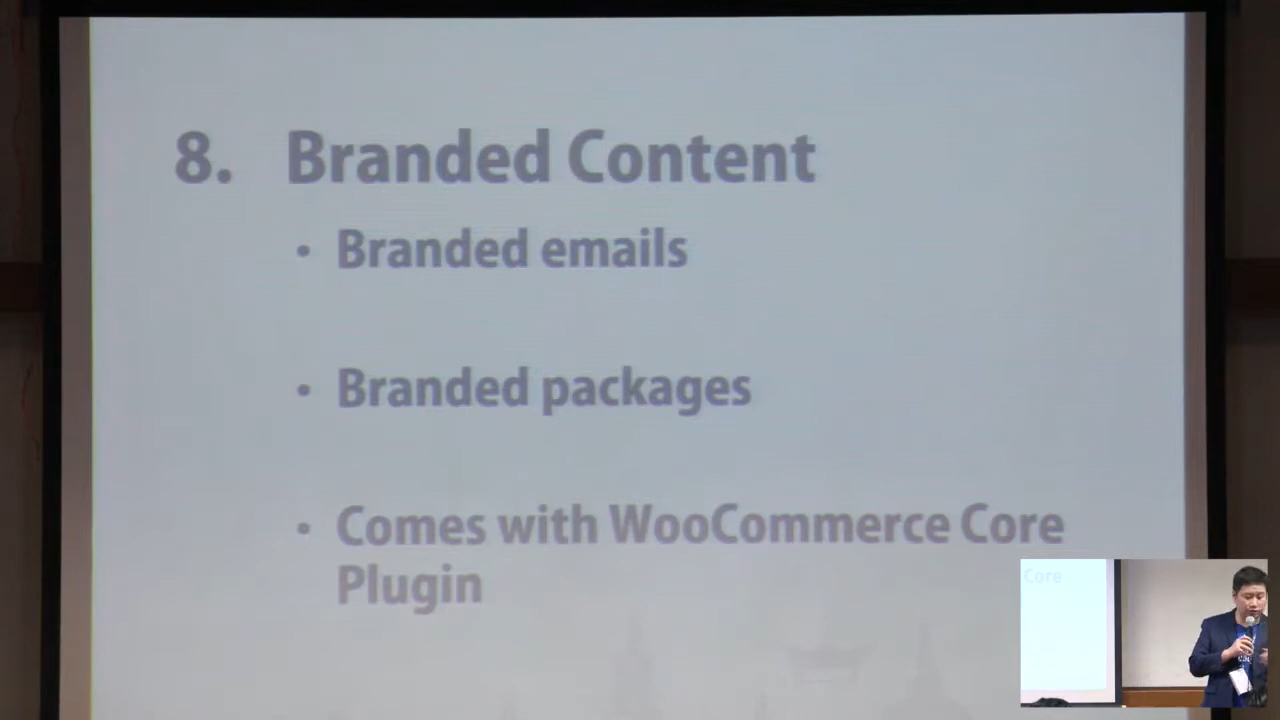 8. Branded Content
• Branded emails
• Branded packages
• Comes with WooCommerce Core
Plugin
Core